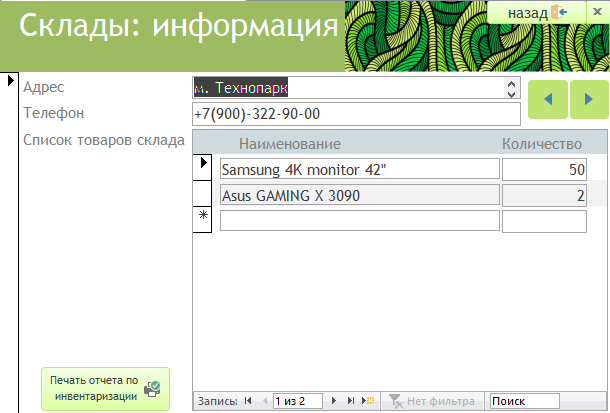 Склады: информация
назад
Адрес
м. Технопарк
Телефон
+7(900)-322-90-00
Список товаров склада
Наименование Количество
Samsung 4K monitor 42" 50
Asus GAMING X 3090 2
Печать отчета по
инвентаризации
Запись: 1 из 2 Нет фильтра Поиск